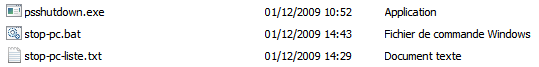 psshutdown.exe 01/12/2009 10:52 Application
stop-pc.bat 01/12/2009 14:43 Fichier de commande Windows
stop-pc-liste.txt 01/12/2009 14:29 Document texte